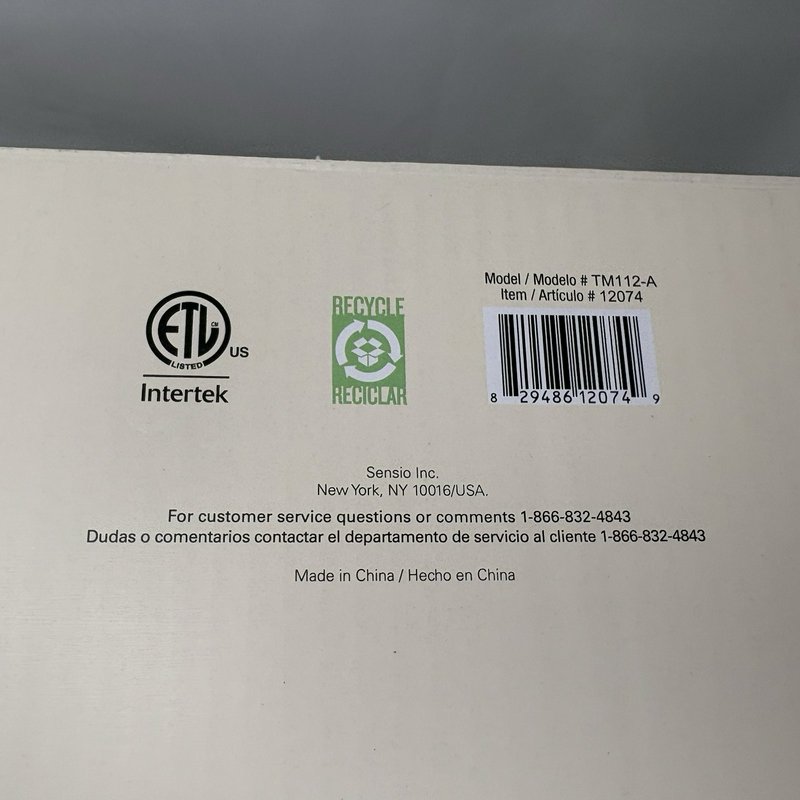 Model / Modelo # TM112-A
Item / Artículo # 12074
ETL CM
LISTED
US
Intertek
RECYCLE
RECICLAR
8 29486 12074 9
Sensio Inc.
New York, NY 10016/USA.
For customer service questions or comments 1-866-832-4843
Dudas o comentarios contactar el departamento de servicio al cliente 1-866-832-4843
Made in China / Hecho en China